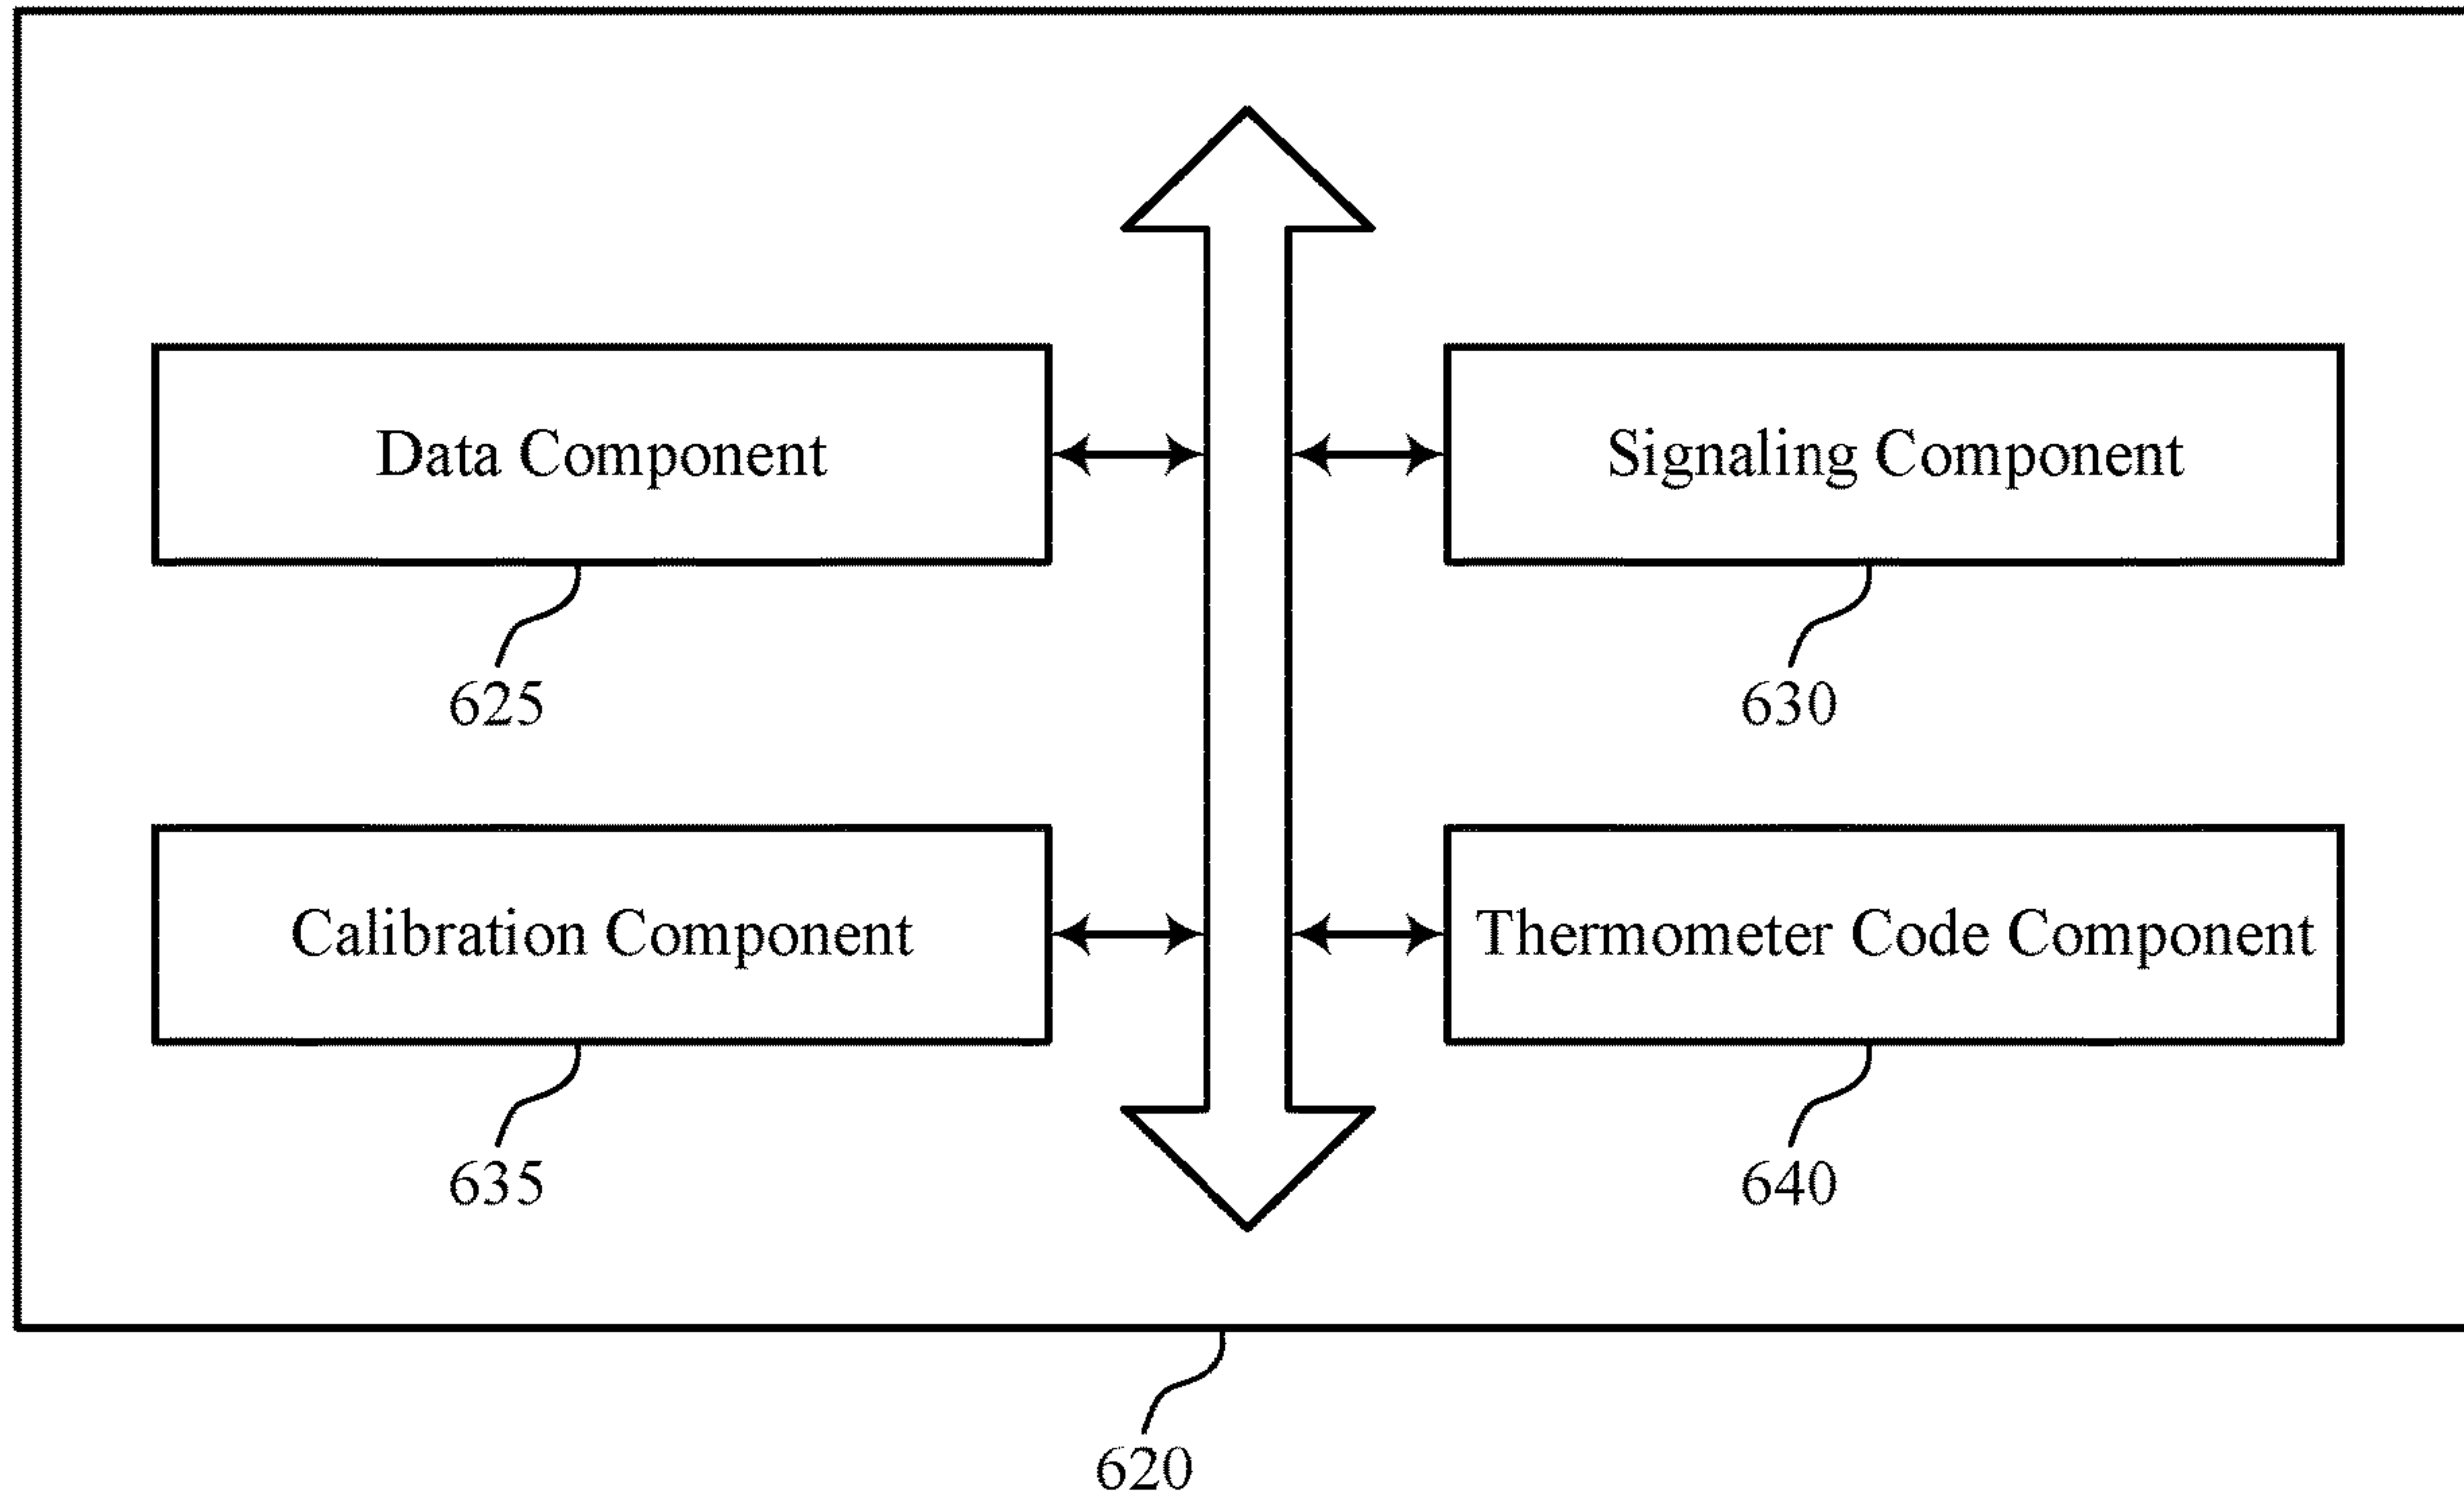 Data Component
Signaling Component
625
630
Calibration Component
Thermometer Code Component
635
640
620